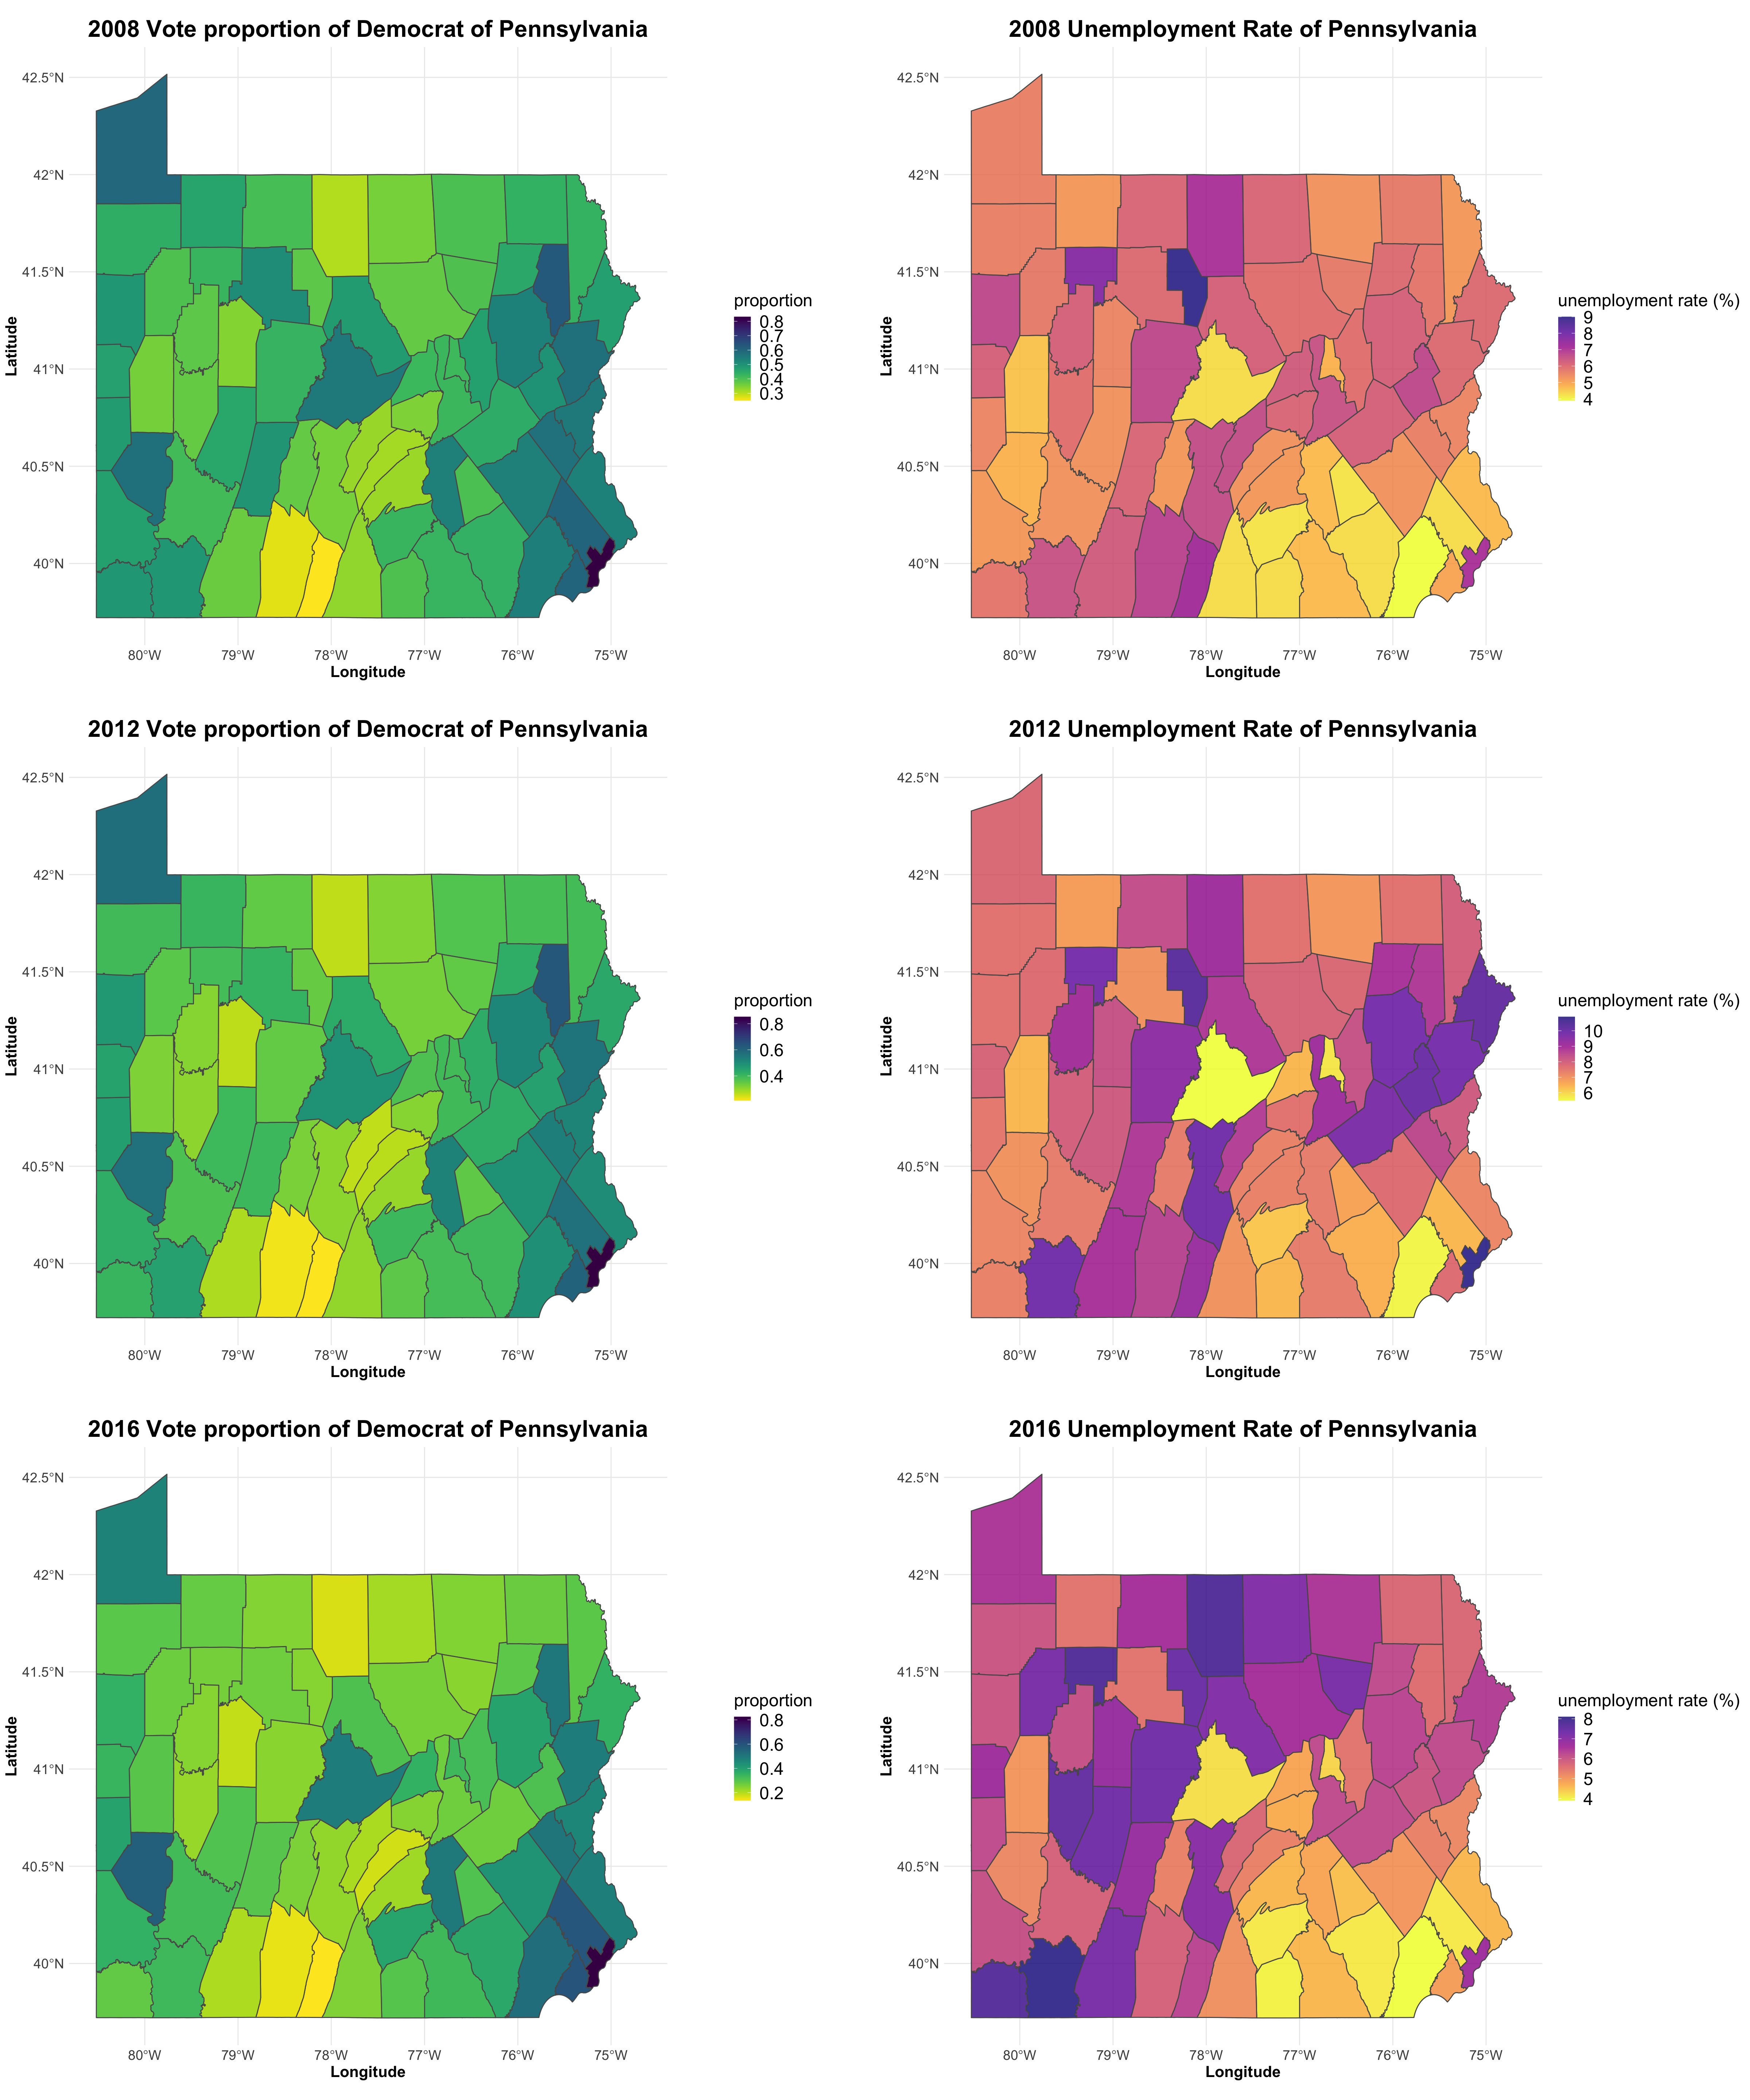 2008 Vote proportion of Democrat of Pennsylvania
42.5°N
42°N
41.5°N
41°N
40.5°N
40°N
Latitude
80°W 79°W 78°W 77°W 76°W 75°W
Longitude
proportion
0.8
0.7
0.6
0.5
0.4
0.3
2008 Unemployment Rate of Pennsylvania
42.5°N
42°N
41.5°N
41°N
40.5°N
40°N
Latitude
80°W 79°W 78°W 77°W 76°W 75°W
Longitude
unemployment rate (%)
9
8
7
6
5
4
2012 Vote proportion of Democrat of Pennsylvania
42.5°N
42°N
41.5°N
41°N
40.5°N
40°N
Latitude
80°W 79°W 78°W 77°W 76°W 75°W
Longitude
proportion
0.8
0.6
0.4
2012 Unemployment Rate of Pennsylvania
42.5°N
42°N
41.5°N
41°N
40.5°N
40°N
Latitude
80°W 79°W 78°W 77°W 76°W 75°W
Longitude
unemployment rate (%)
10
9
8
7
6
2016 Vote proportion of Democrat of Pennsylvania
42.5°N
42°N
41.5°N
41°N
40.5°N
40°N
Latitude
80°W 79°W 78°W 77°W 76°W 75°W
Longitude
proportion
0.8
0.6
0.4
0.2
2016 Unemployment Rate of Pennsylvania
42.5°N
42°N
41.5°N
41°N
40.5°N
40°N
Latitude
80°W 79°W 78°W 77°W 76°W 75°W
Longitude
unemployment rate (%)
8
7
6
5
4